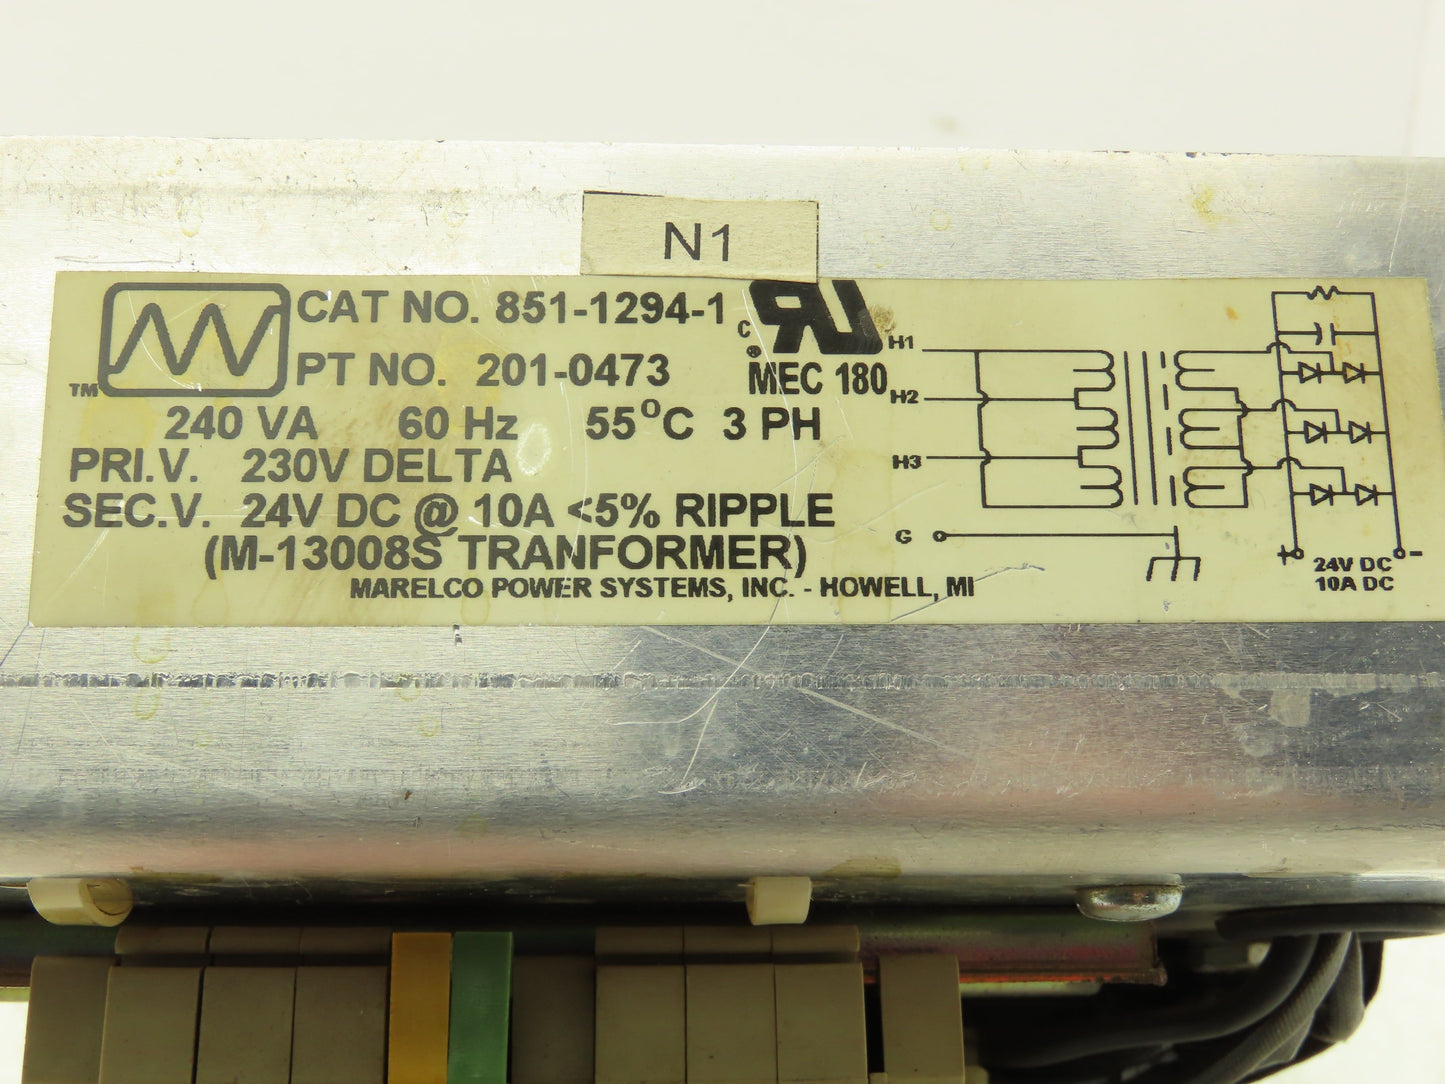 N1
CAT NO. 851-1294-1
PT NO. 201-0473
TM
C
®
MEC 180
240 VA 60 Hz 55°C 3 PH
PRI.V. 230V DELTA
SEC.V. 24V DC @ 10A <5% RIPPLE
(M-13008S TRANFORMER)
MARELCO POWER SYSTEMS, INC. - HOWELL, MI
H1
H2
H3
G
+ -
24V DC
10A DC